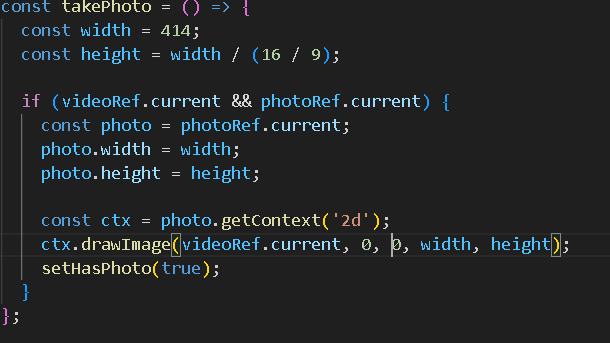 const takePhoto = () => {
const width = 414;
const height = width / (16 / 9);
if (videoRef.current && photoRef.current) {
const photo = photoRef.current;
photo.width = width;
photo.height = height;
const ctx = photo.getContext('2d');
ctx.drawImage(videoRef.current, 0, 0, width, height);
setHasPhoto(true);
}
};